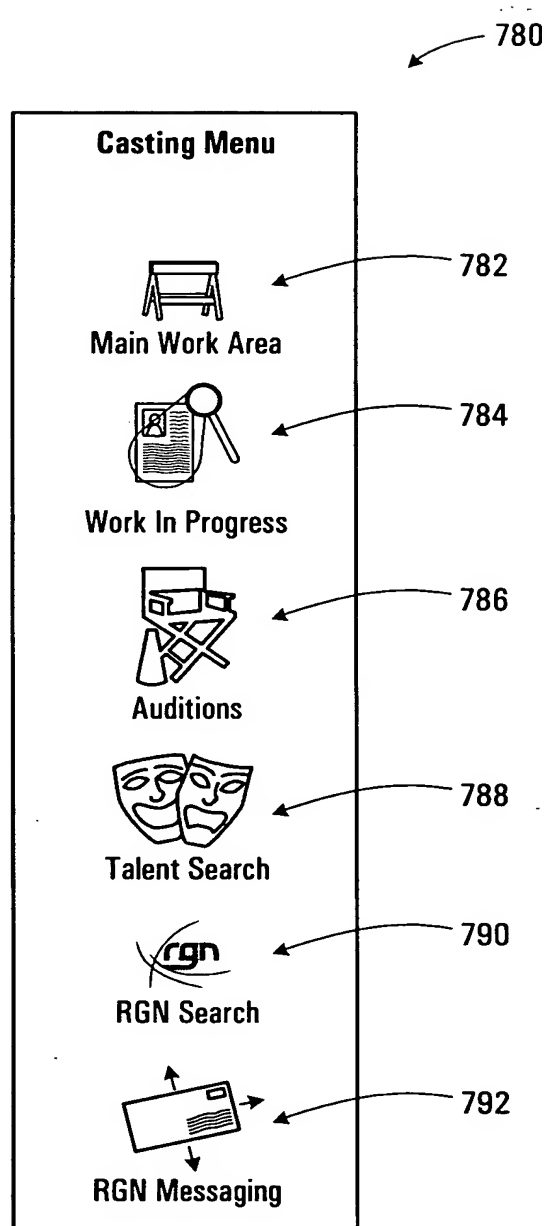 780
Casting Menu
782
Main Work Area
784
Work In Progress
786
Auditions
788
Talent Search
790
rgn
RGN Search
792
RGN Messaging